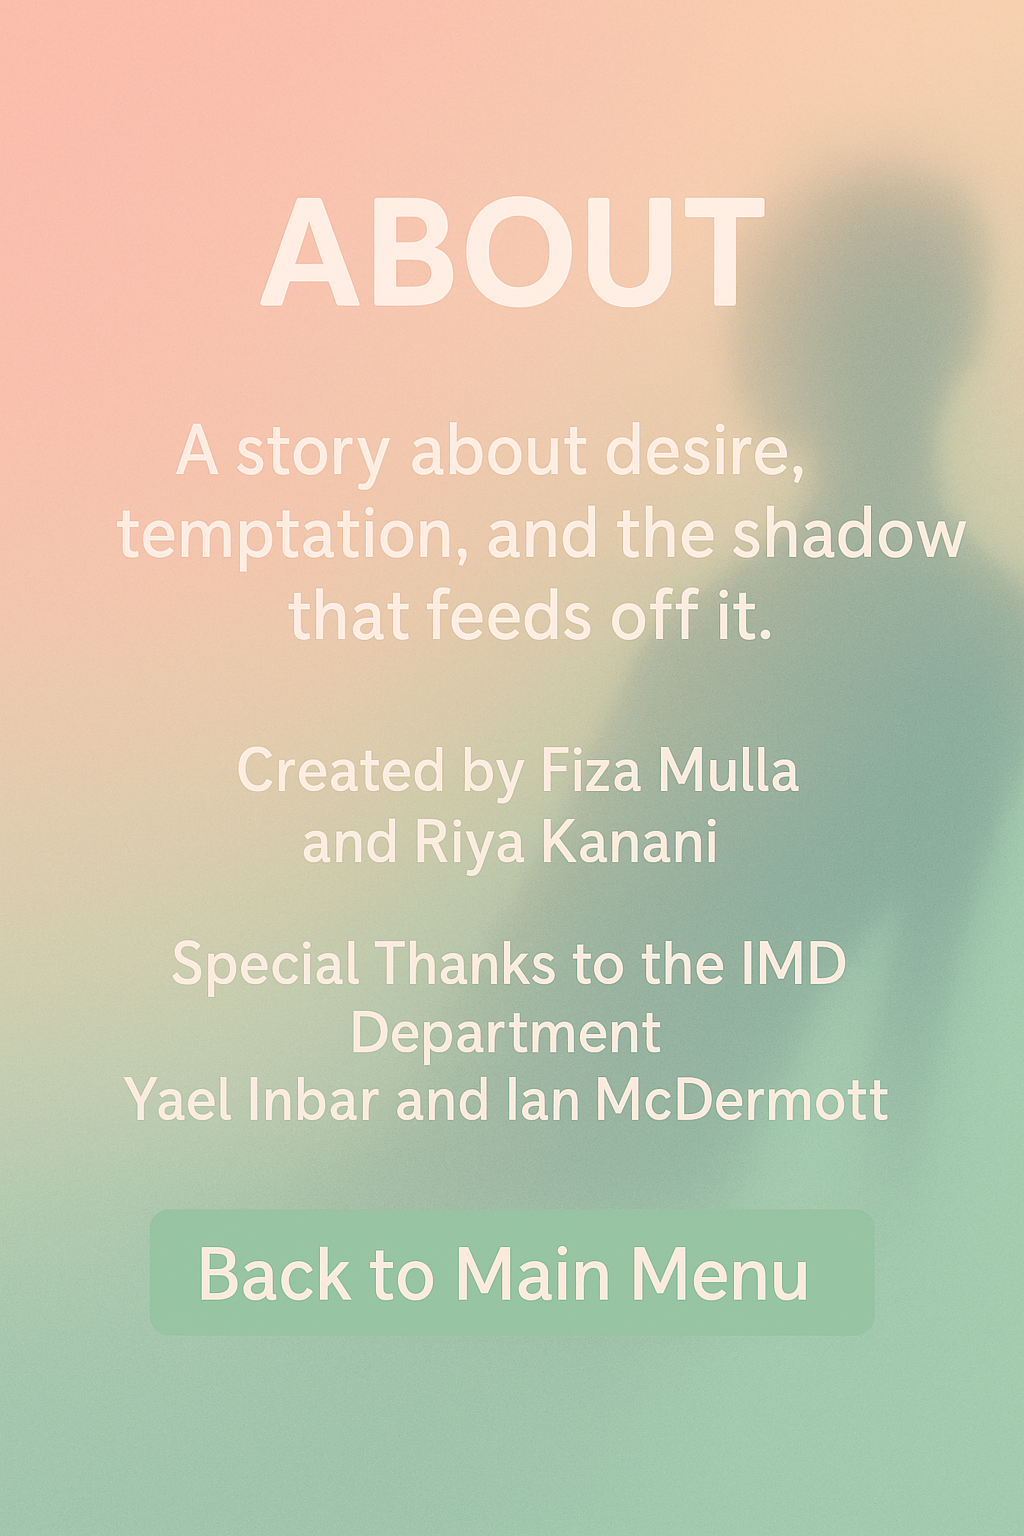 ABOUT
A story about desire,
temptation, and the shadow
that feeds off it.
Created by Fiza Mulla
and Riya Kanani
Special Thanks to the IMD
Department
Yael Inbar and Ian McDermott
Back to Main Menu